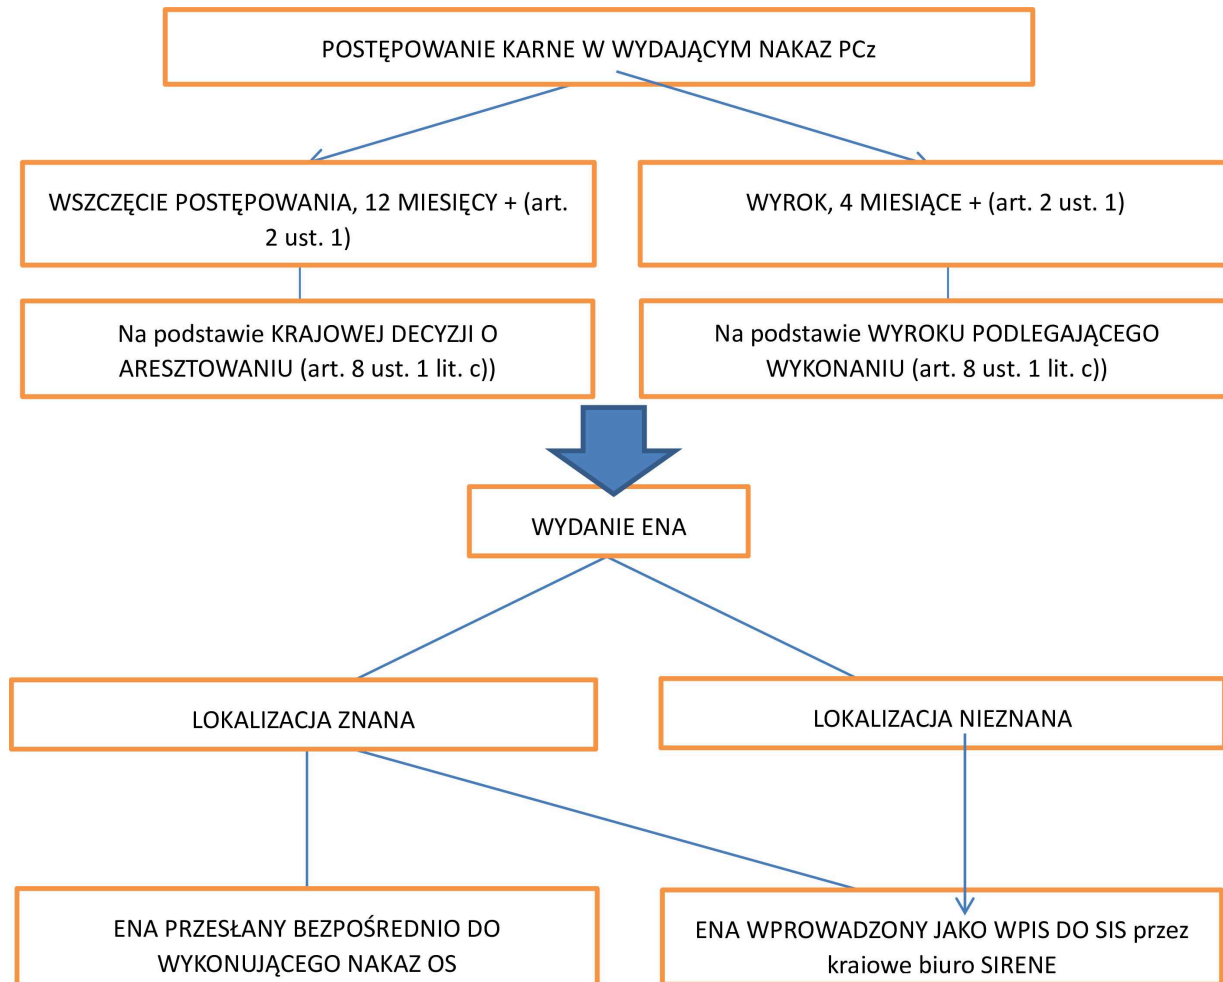 POSTĘPOWANIE KARNE W WYDAJĄCYM NAKAZ PCz
WSZCZĘCIE POSTĘPOWANIA, 12 MIESIĘCY + (art.
2 ust. 1)
WYROK, 4 MIESIĄCE + (art. 2 ust. 1)
Na podstawie KRAJOWEJ DECYZJI O
ARESZTOWANIU (art. 8 ust. 1 lit. c))
Na podstawie WYROKU PODLEGAJĄCEGO
WYKONANIU (art. 8 ust. 1 lit. c))
WYDANIE ENA
LOKALIZACJA ZNANA
LOKALIZACJA NIEZNANA
ENA PRZESŁANY BEZPOŚREDNIO DO
WYKONUJĄCEGO NAKAZ OS
ENA WPROWADZONY JAKO WPIS DO SIS przez
krajowe biuro SIRENE